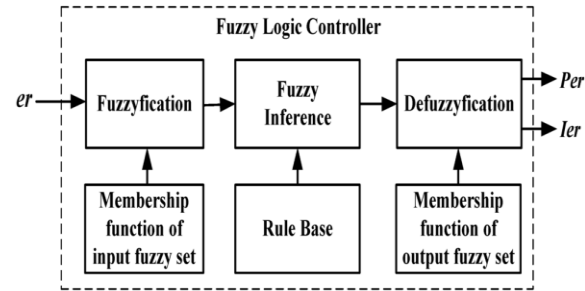 Fuzzy Logic Controller
er
Fuzzyfication
Fuzzy
Inference
Defuzzyfication
Per
Ier
Membership
function of
input fuzzy set
Rule Base
Membership
function of
output fuzzy set